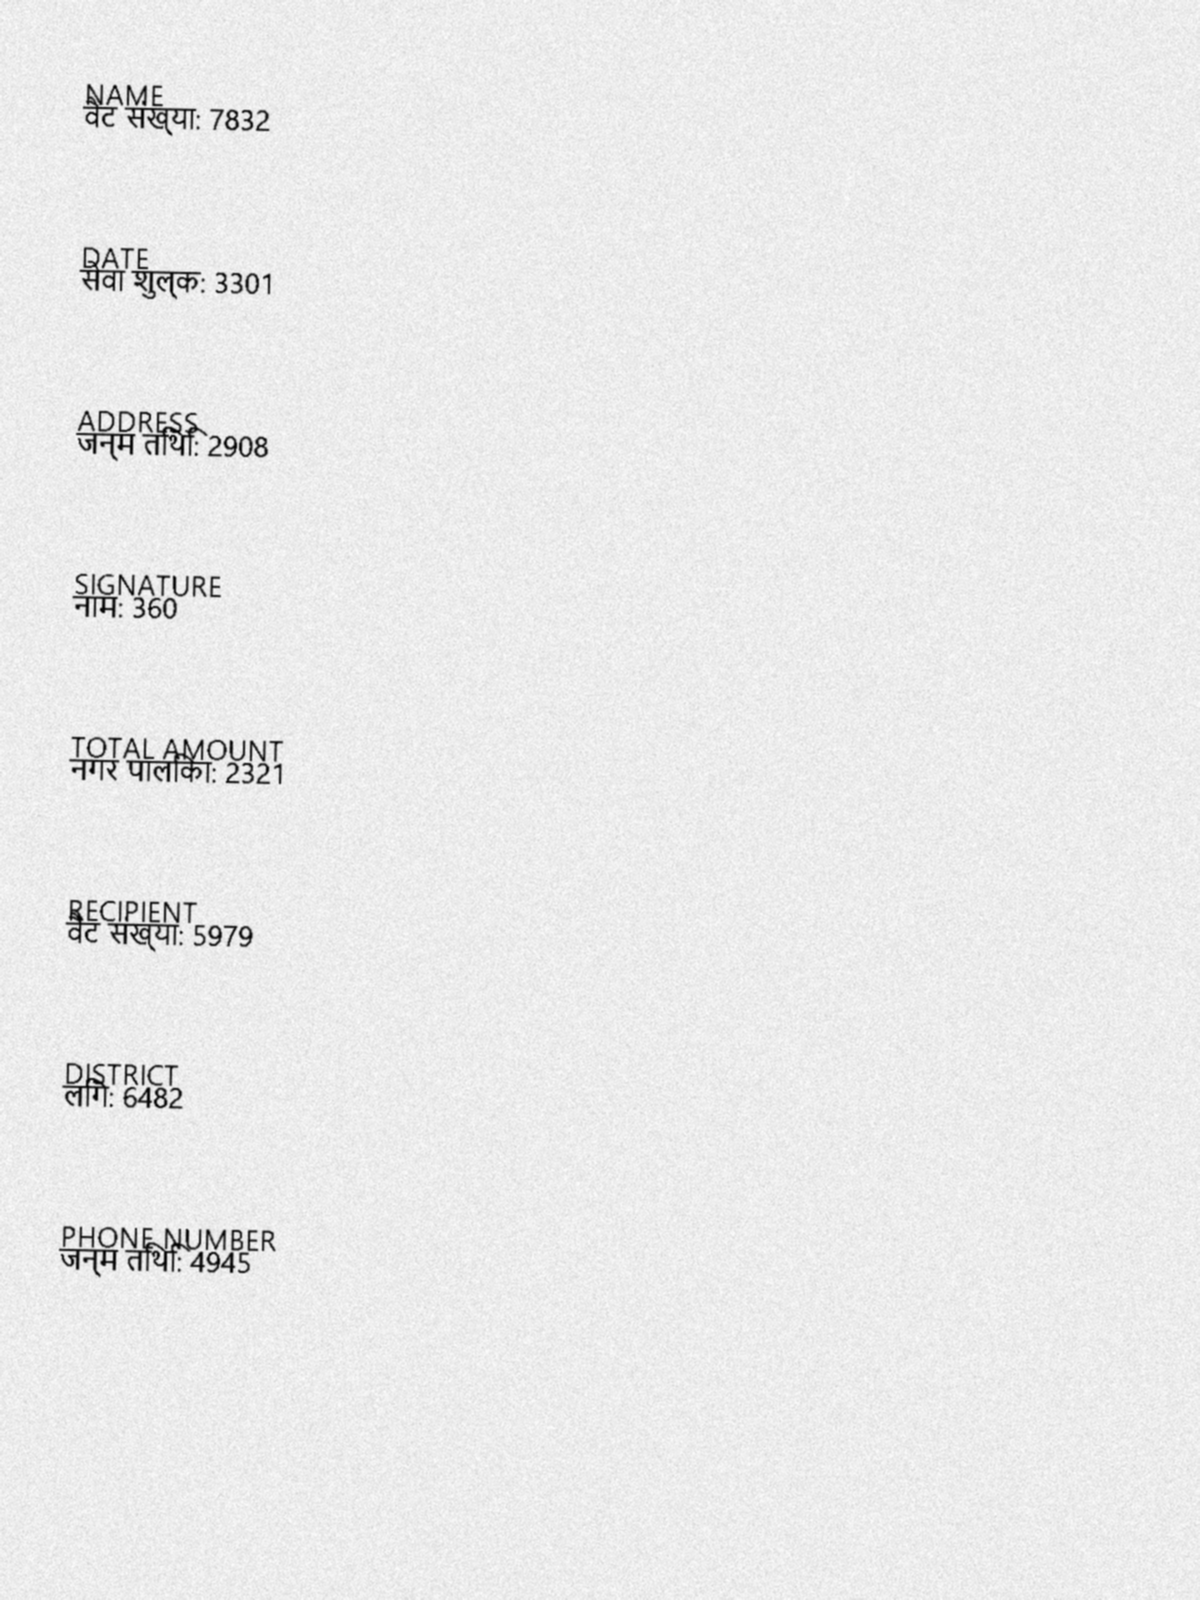 NAME
वैट संख्या: 7832
DATE
सेवा शुल्क: 3301
ADDRESS
जन्म तिथि: 2908
SIGNATURE
नाम: 360
TOTAL AMOUNT
नगर पालिका: 2321
RECIPIENT
वैट संख्या: 5979
DISTRICT
लिंग: 6482
PHONE NUMBER
जन्म तिथि: 4945